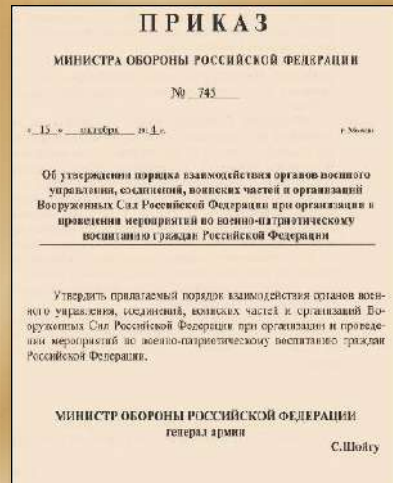 ПРИКАЗ
МИНИСТРА ОБОРОНЫ РОССИЙСКОЙ ФЕДЕРАЦИИ
№ 745
« 15 » октября 4 г.
г. Москва
Об утверждении порядка взаимодействия органов военного
управления, соединений, воинских частей и организаций
Вооруженных Сил Российской Федерации при организации и
проведении мероприятий по военно-патриотическому
воспитанию граждан Российской Федерации
Утвердить прилагаемый порядок взаимодействия органов воен-
ного управления, соединений, воинских частей и организаций Во-
оруженных Сил Российской Федерации при организации и проведе-
нии мероприятий по военно-патриотическому воспитанию граждан
Российской Федерации.
МИНИСТР ОБОРОНЫ РОССИЙСКОЙ ФЕДЕРАЦИИ
генерал армии
С.Шойгу